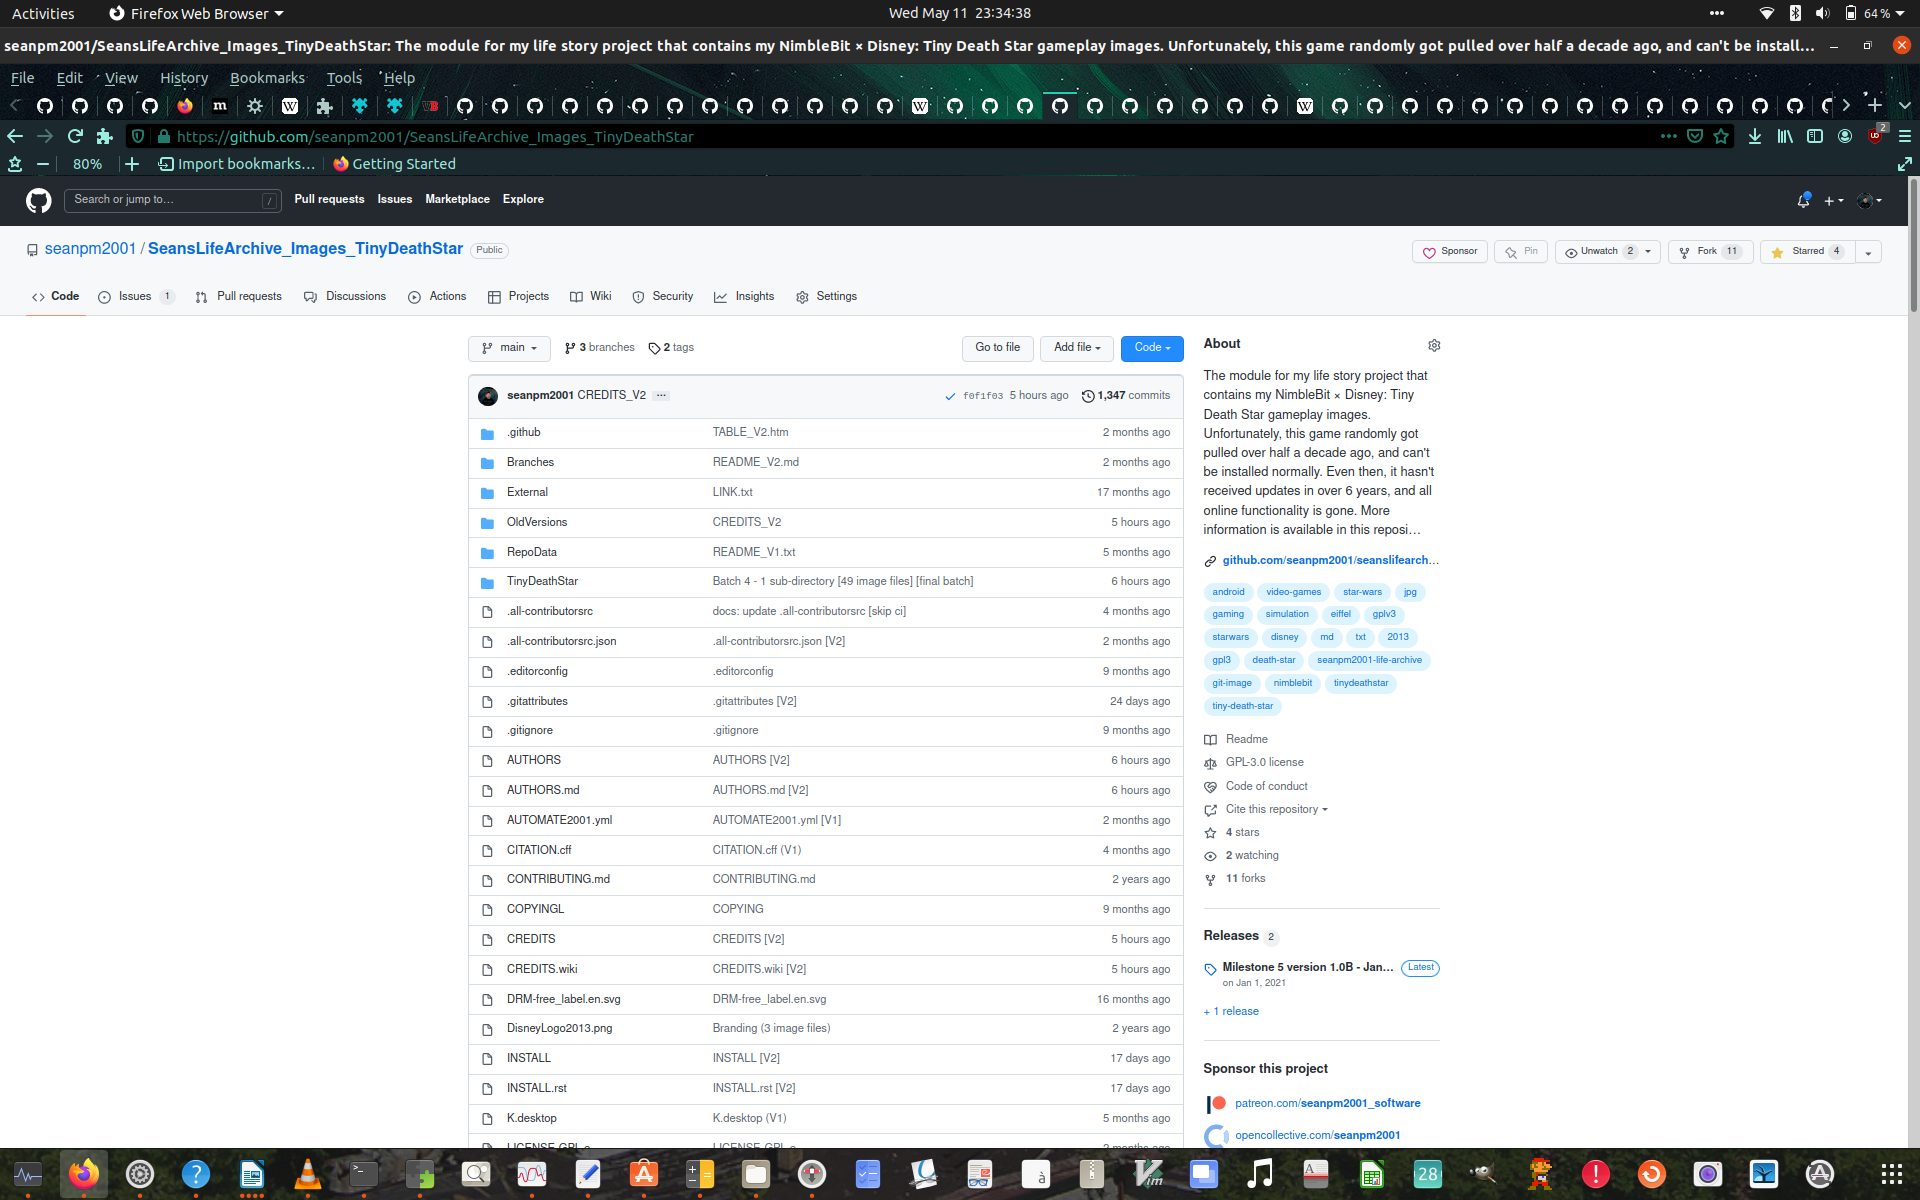 Activities Firefox Web Browser Wed May 11 23:34:38 64 %
seanpm2001/SeansLifeArchive_Images_TinyDeathStar: The module for my life story project that contains my NimbleBit × Disney: Tiny Death Star gameplay images. Unfortunately, this game randomly got pulled over half a decade ago, and can't be install…
File Edit View History Bookmarks Tools Help
https://github.com/seanpm2001/SeansLifeArchive_Images_TinyDeathStar 2
80% Import bookmarks… Getting Started
Search or jump to… / Pull requests Issues Marketplace Explore
seanpm2001 / SeansLifeArchive_Images_TinyDeathStar Public Sponsor Pin Unwatch 2 Fork 11 Starred 4
Code Issues 1 Pull requests Discussions Actions Projects Wiki Security Insights Settings
main 3 branches 2 tags Go to file Add file Code
seanpm2001 CREDITS_V2 … f0f1f03 5 hours ago 1,347 commits
.github TABLE_V2.htm 2 months ago
Branches README_V2.md 2 months ago
External LINK.txt 17 months ago
OldVersions CREDITS_V2 5 hours ago
RepoData README_V1.txt 5 months ago
TinyDeathStar Batch 4 - 1 sub-directory [49 image files] [final batch] 6 hours ago
.all-contributorsrc docs: update .all-contributorsrc [skip ci] 4 months ago
.all-contributorsrc.json .all-contributorsrc.json [V2] 2 months ago
.editorconfig .editorconfig 9 months ago
.gitattributes .gitattributes [V2] 24 days ago
.gitignore .gitignore 9 months ago
AUTHORS AUTHORS [V2] 6 hours ago
AUTHORS.md AUTHORS.md [V2] 6 hours ago
AUTOMATE2001.yml AUTOMATE2001.yml [V1] 2 months ago
CITATION.cff CITATION.cff (V1) 4 months ago
CONTRIBUTING.md CONTRIBUTING.md 2 years ago
COPYINGL COPYING 9 months ago
CREDITS CREDITS [V2] 5 hours ago
CREDITS.wiki CREDITS.wiki [V2] 5 hours ago
DRM-free_label.en.svg DRM-free_label.en.svg 16 months ago
DisneyLogo2013.png Branding (3 image files) 2 years ago
INSTALL INSTALL [V2] 17 days ago
INSTALL.rst INSTALL.rst [V2] 17 days ago
K.desktop K.desktop (V1) 5 months ago
About
The module for my life story project that
contains my NimbleBit × Disney: Tiny
Death Star gameplay images.
Unfortunately, this game randomly got
pulled over half a decade ago, and can't
be installed normally. Even then, it hasn't
received updates in over 6 years, and all
online functionality is gone. More
information is available in this reposi…
github.com/seanpm2001/seanslifearch…
android video-games star-wars jpg
gaming simulation eiffel gplv3
starwars disney md txt 2013
gpl3 death-star seanpm2001-life-archive
git-image nimblebit tinydeathstar
tiny-death-star
Readme
GPL-3.0 license
Code of conduct
Cite this repository
4 stars
2 watching
11 forks
Releases 2
Milestone 5 version 1.0B - Jan… Latest
on Jan 1, 2021
+ 1 release
Sponsor this project
patreon.com/seanpm2001_software
opencollective.com/seanpm2001
28